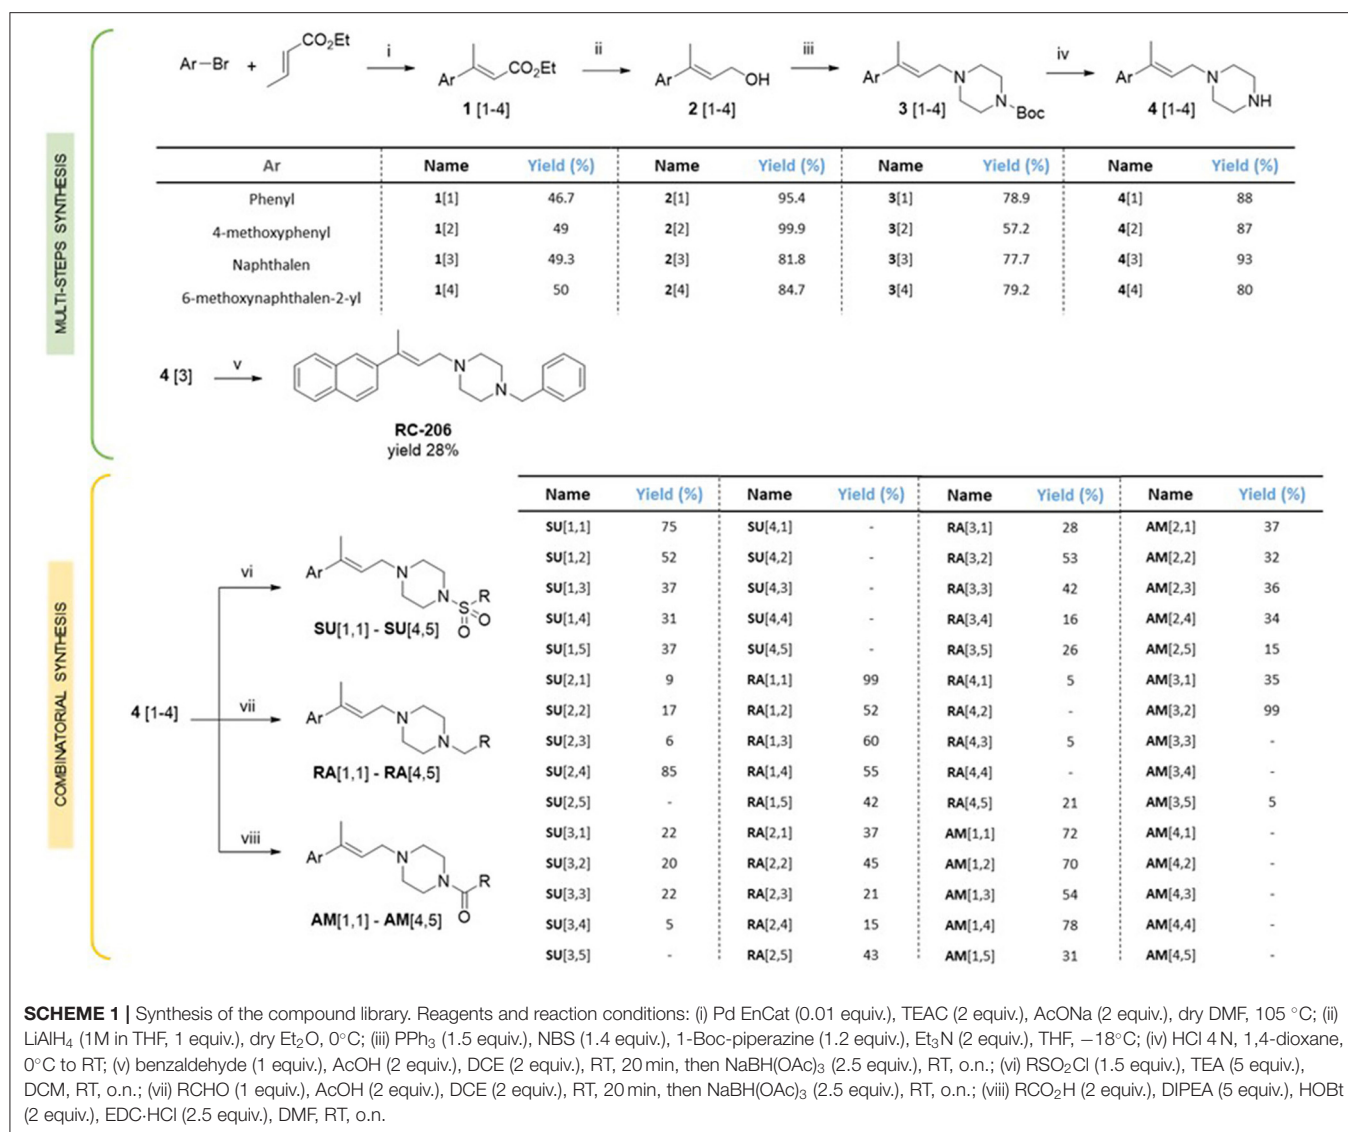 MULTI-STEPS SYNTHESIS
Ar—Br + CO₂Et i Ar CO₂Et ii Ar OH iii Ar N N Boc iv Ar N NH
1 [1-4] 2 [1-4] 3 [1-4] 4 [1-4]
Ar Name Yield (%) Name Yield (%) Name Yield (%) Name Yield (%)
Phenyl 1[1] 46.7 2[1] 95.4 3[1] 78.9 4[1] 88
4-methoxyphenyl 1[2] 49 2[2] 99.9 3[2] 57.2 4[2] 87
Naphthalen 1[3] 49.3 2[3] 81.8 3[3] 77.7 4[3] 93
6-methoxynaphthalen-2-yl 1[4] 50 2[4] 84.7 3[4] 79.2 4[4] 80
4 [3] v N N
RC-206
yield 28%
COMBINATORIAL SYNTHESIS
4 [1-4]
vi Ar N N S R O O
SU[1,1] - SU[4,5]
vii Ar N N R
RA[1,1] - RA[4,5]
viii Ar N N R O
AM[1,1] - AM[4,5]
Name Yield (%) Name Yield (%) Name Yield (%) Name Yield (%)
SU[1,1] 75 SU[4,1] - RA[3,1] 28 AM[2,1] 37
SU[1,2] 52 SU[4,2] - RA[3,2] 53 AM[2,2] 32
SU[1,3] 37 SU[4,3] - RA[3,3] 42 AM[2,3] 36
SU[1,4] 31 SU[4,4] - RA[3,4] 16 AM[2,4] 34
SU[1,5] 37 SU[4,5] - RA[3,5] 26 AM[2,5] 15
SU[2,1] 9 RA[1,1] 99 RA[4,1] 5 AM[3,1] 35
SU[2,2] 17 RA[1,2] 52 RA[4,2] - AM[3,2] 99
SU[2,3] 6 RA[1,3] 60 RA[4,3] 5 AM[3,3] -
SU[2,4] 85 RA[1,4] 55 RA[4,4] - AM[3,4] -
SU[2,5] - RA[1,5] 42 RA[4,5] 21 AM[3,5] 5
SU[3,1] 22 RA[2,1] 37 AM[1,1] 72 AM[4,1] -
SU[3,2] 20 RA[2,2] 45 AM[1,2] 70 AM[4,2] -
SU[3,3] 22 RA[2,3] 21 AM[1,3] 54 AM[4,3] -
SU[3,4] 5 RA[2,4] 15 AM[1,4] 78 AM[4,4] -
SU[3,5] - RA[2,5] 43 AM[1,5] 31 AM[4,5] -
SCHEME 1 | Synthesis of the compound library. Reagents and reaction conditions: (i) Pd EnCat (0.01 equiv.), TEAC (2 equiv.), AcONa (2 equiv.), dry DMF, 105 °C; (ii)
LiAlH₄ (1M in THF, 1 equiv.), dry Et₂O, 0°C; (iii) PPh₃ (1.5 equiv.), NBS (1.4 equiv.), 1-Boc-piperazine (1.2 equiv.), Et₃N (2 equiv.), THF, −18°C; (iv) HCl 4 N, 1,4-dioxane,
0°C to RT; (v) benzaldehyde (1 equiv.), AcOH (2 equiv.), DCE (2 equiv.), RT, 20 min, then NaBH(OAc)₃ (2.5 equiv.), RT, o.n.; (vi) RSO₂Cl (1.5 equiv.), TEA (5 equiv.),
DCM, RT, o.n.; (vii) RCHO (1 equiv.), AcOH (2 equiv.), DCE (2 equiv.), RT, 20 min, then NaBH(OAc)₃ (2.5 equiv.), RT, o.n.; (viii) RCO₂H (2 equiv.), DIPEA (5 equiv.), HOBt
(2 equiv.), EDC·HCl (2.5 equiv.), DMF, RT, o.n.